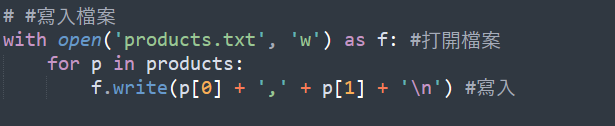 # #寫入檔案
with open('products.txt', 'w') as f: #打開檔案
    for p in products:
        f.write(p[0] + ',' + p[1] + '\n') #寫入